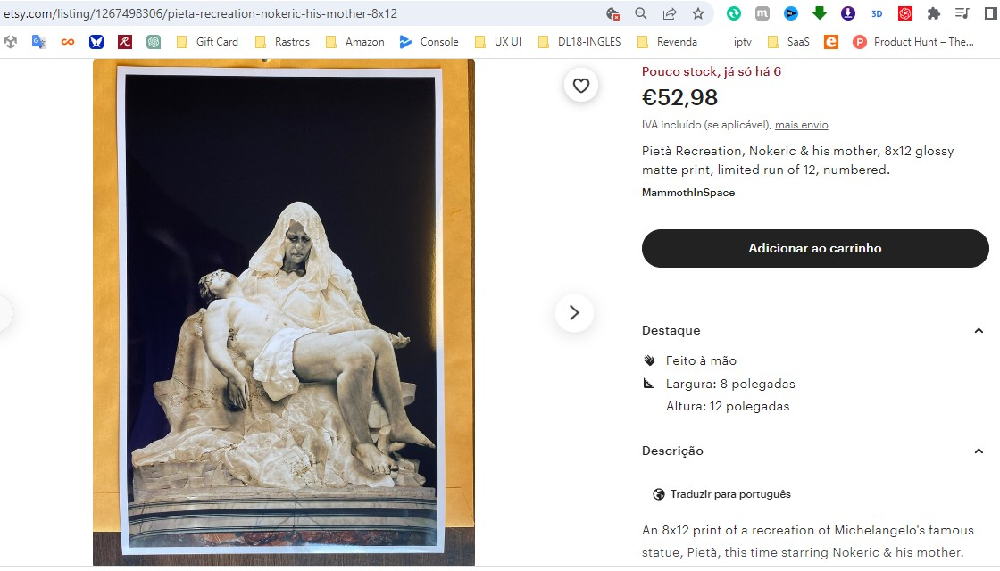 etsy.com/listing/1267498306/pieta-recreation-nokeric-his-mother-8x12
3D
Gift Card
Rastros
Amazon
Console
UX UI
DL18-INGLES
Revenda
iptv
SaaS
Product Hunt – The...
Pouco stock, já só há 6
€52,98
IVA incluído (se aplicável), mais envio
Pietà Recreation, Nokeric & his mother, 8x12 glossy
matte print, limited run of 12, numbered.
MammothInSpace
Adicionar ao carrinho
Destaque
Feito à mão
Largura: 8 polegadas
Altura: 12 polegadas
Descrição
Traduzir para português
An 8x12 print of a recreation of Michelangelo's famous
statue, Pietà, this time starring Nokeric & his mother.